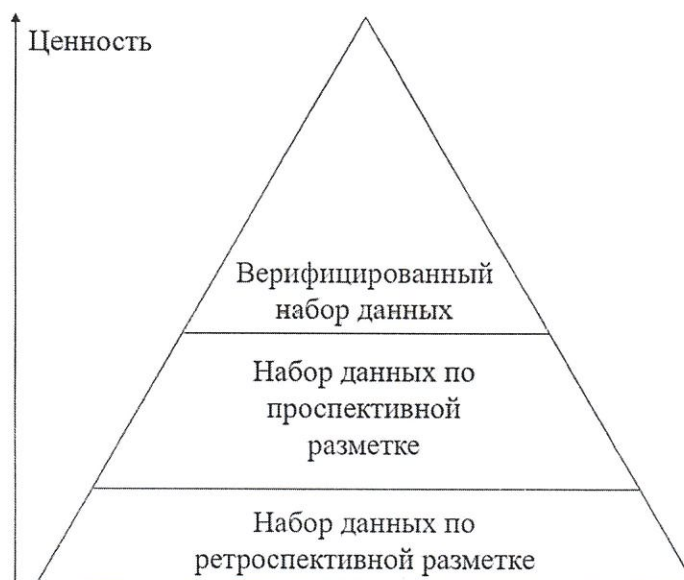 Ценность
Верифицированный
набор данных
Набор данных по
проспективной
разметке
Набор данных по
ретроспективной разметке